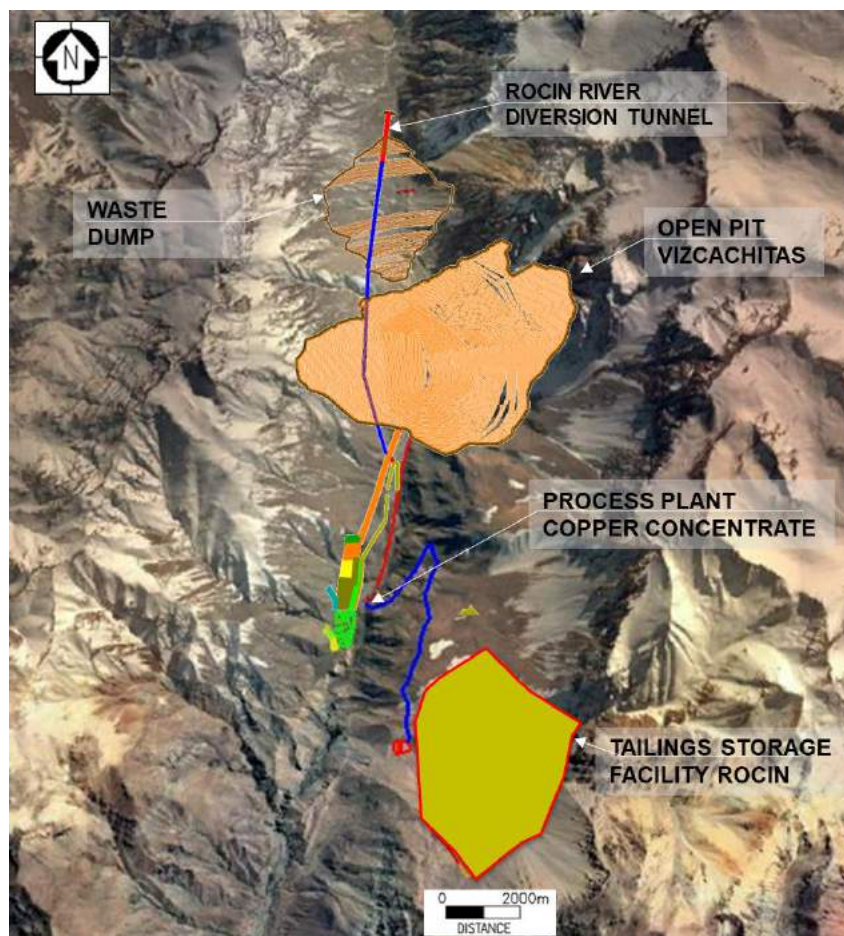 N
ROCIN RIVER
DIVERSION TUNNEL
WASTE
DUMP
OPEN PIT
VIZCACHITAS
PROCESS PLANT
COPPER CONCENTRATE
TAILINGS STORAGE
FACILITY ROCIN
0 2000m
DISTANCE